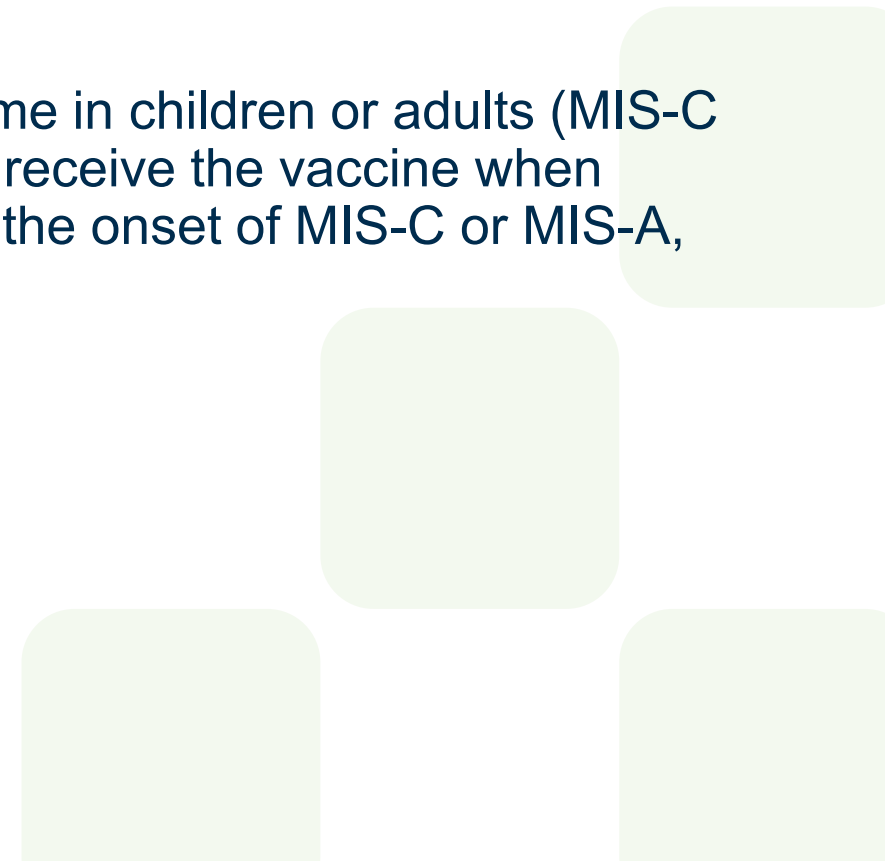 me in children or adults (MIS-C
receive the vaccine when
the onset of MIS-C or MIS-A,